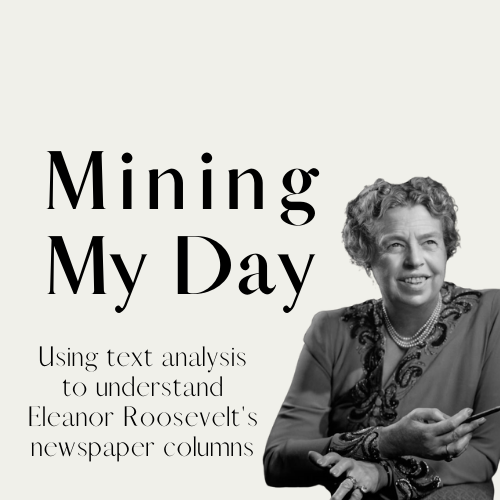 Mining
My Day
Using text analysis
to understand
Eleanor Roosevelt's
newspaper columns